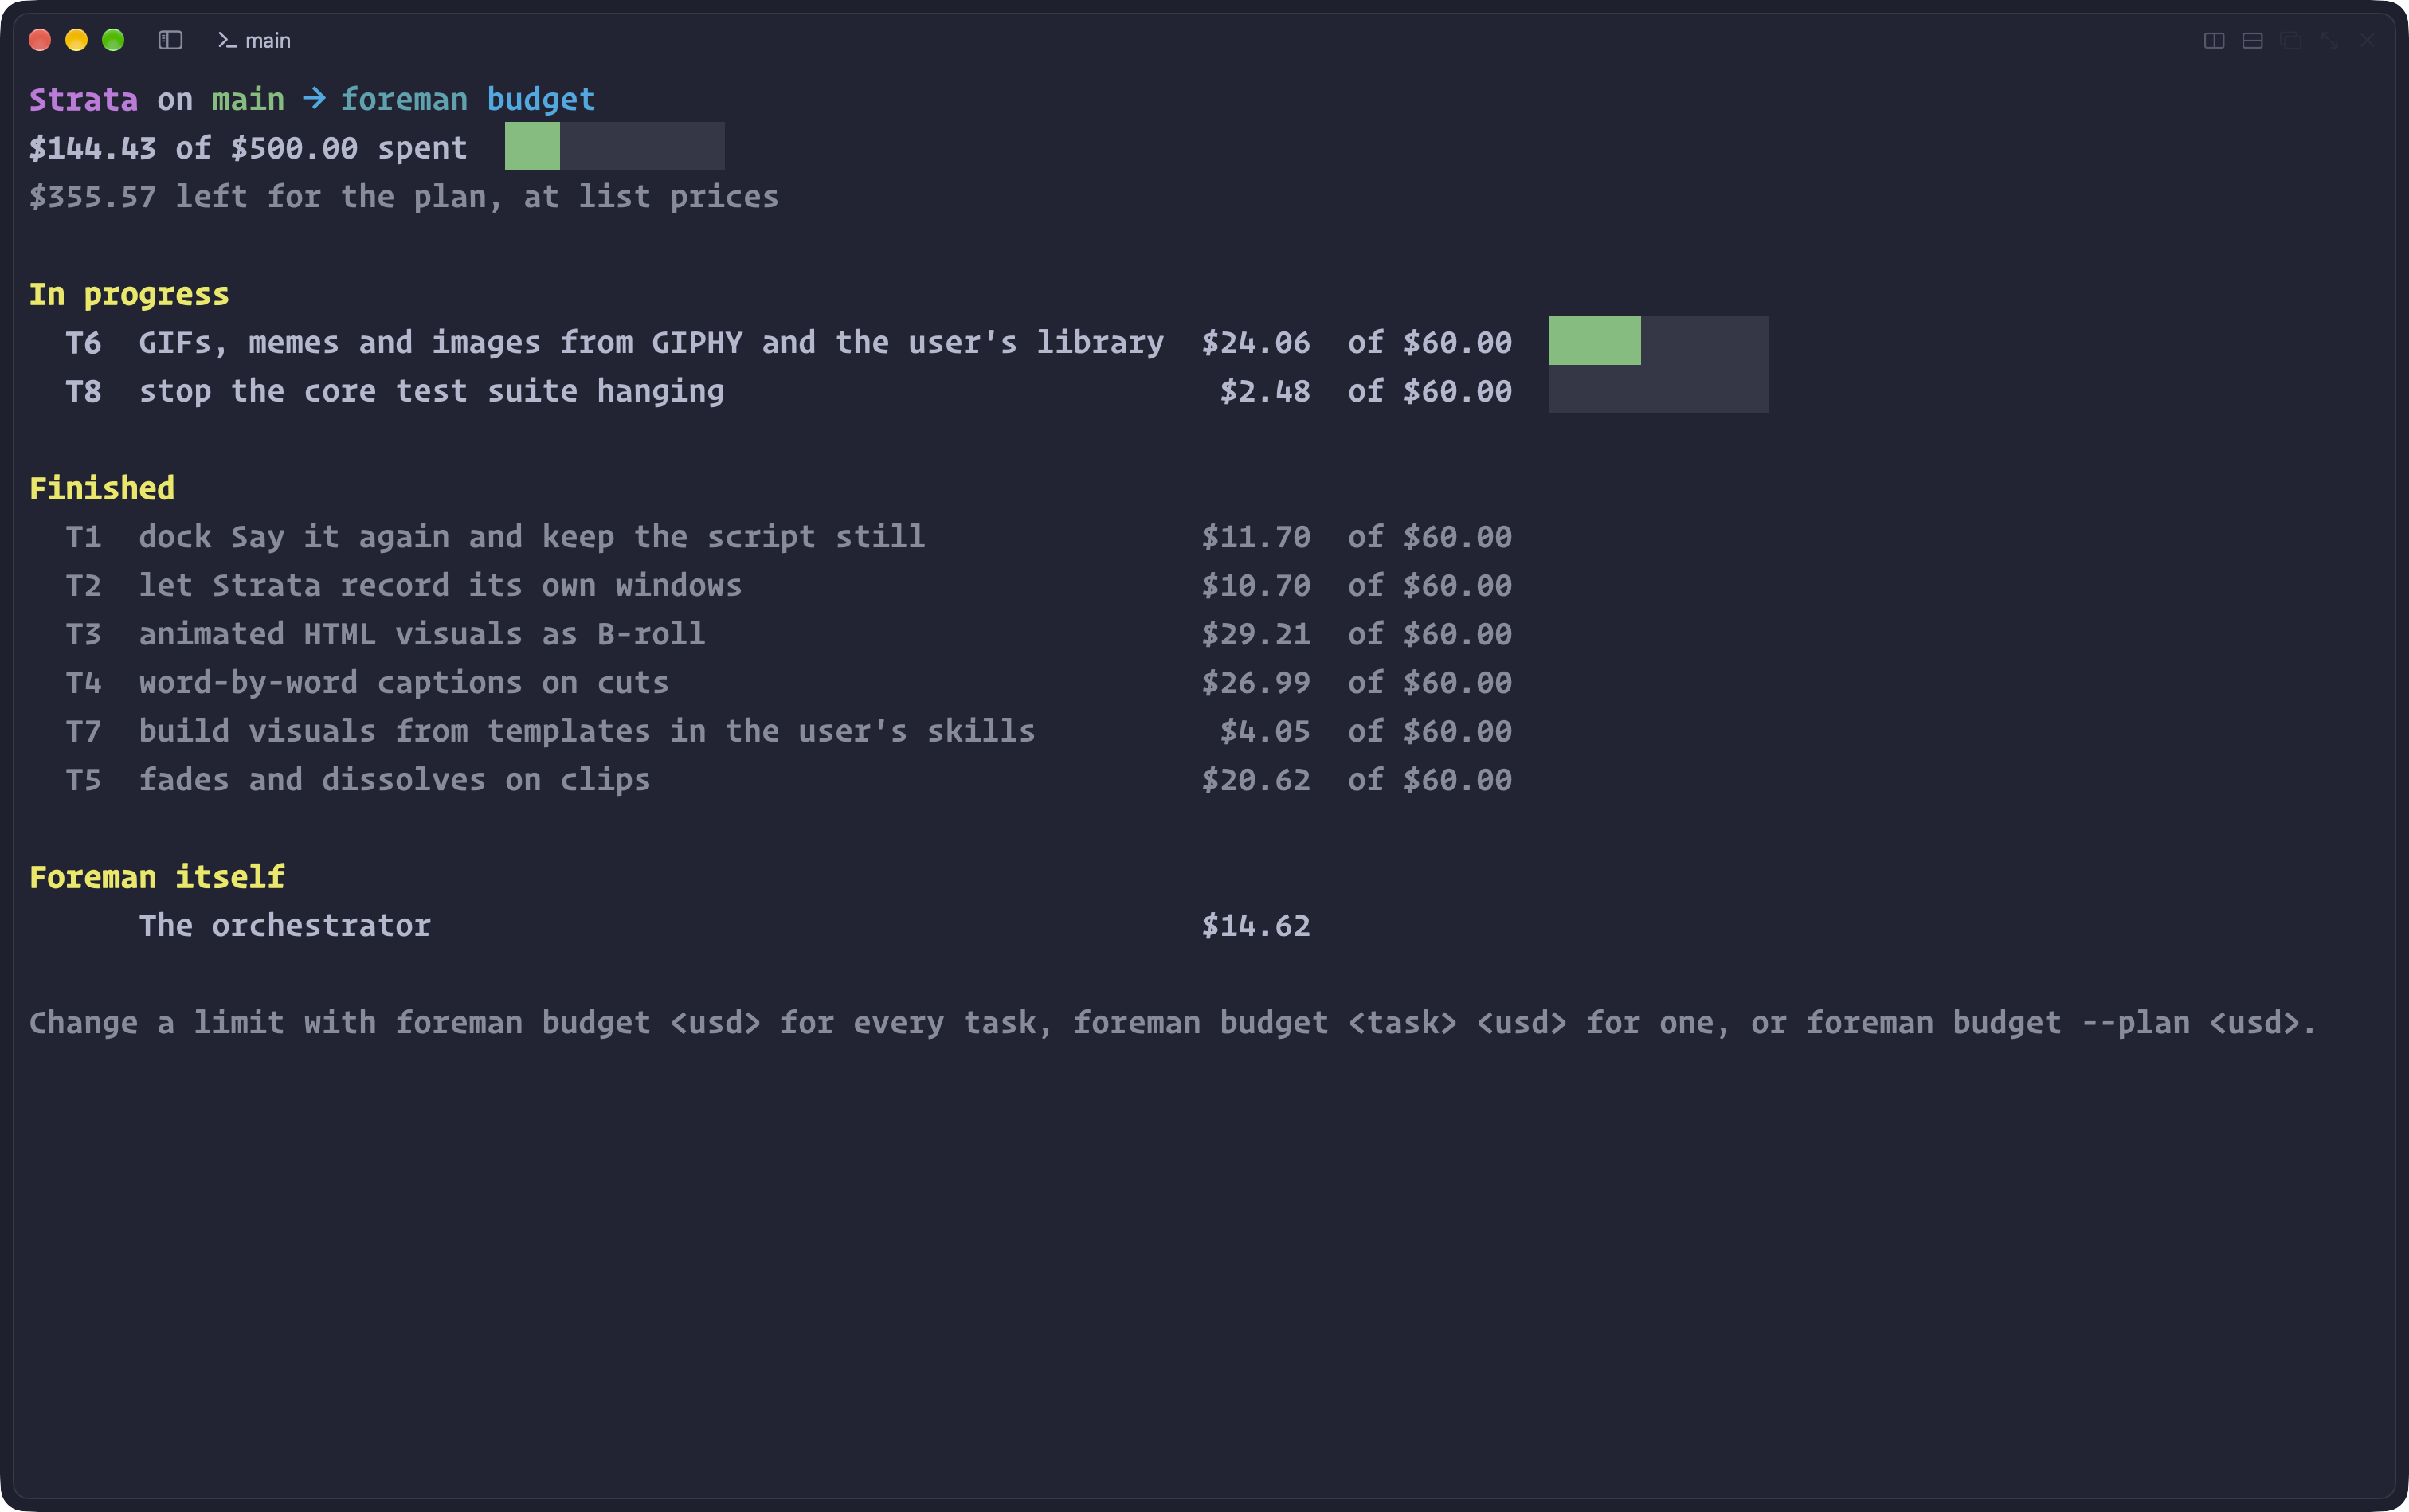 main
Strata on main → foreman budget
$144.43 of $500.00 spent
$355.57 left for the plan, at list prices
In progress
T6 GIFs, memes and images from GIPHY and the user's library $24.06 of $60.00
T8 stop the core test suite hanging $2.48 of $60.00
Finished
T1 dock Say it again and keep the script still $11.70 of $60.00
T2 let Strata record its own windows $10.70 of $60.00
T3 animated HTML visuals as B-roll $29.21 of $60.00
T4 word-by-word captions on cuts $26.99 of $60.00
T7 build visuals from templates in the user's skills $4.05 of $60.00
T5 fades and dissolves on clips $20.62 of $60.00
Foreman itself
The orchestrator $14.62
Change a limit with foreman budget <usd> for every task, foreman budget <task> <usd> for one, or foreman budget --plan <usd>.